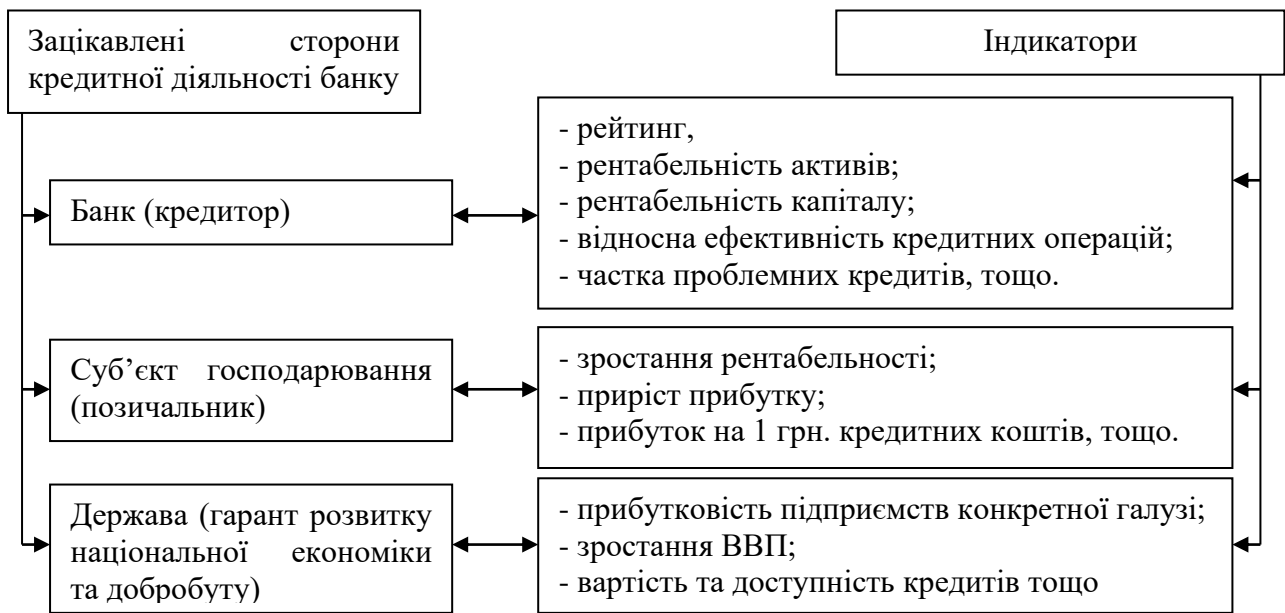 Зацікавлені сторони
кредитної діяльності банку
Індикатори
Банк (кредитор)
- рейтинг,
- рентабельність активів;
- рентабельність капіталу;
- відносна ефективність кредитних операцій;
- частка проблемних кредитів, тощо.
Суб’єкт господарювання
(позичальник)
- зростання рентабельності;
- приріст прибутку;
- прибуток на 1 грн. кредитних коштів, тощо.
Держава (гарант розвитку
національної економіки
та добробуту)
- прибутковість підприємств конкретної галузі;
- зростання ВВП;
- вартість та доступність кредитів тощо